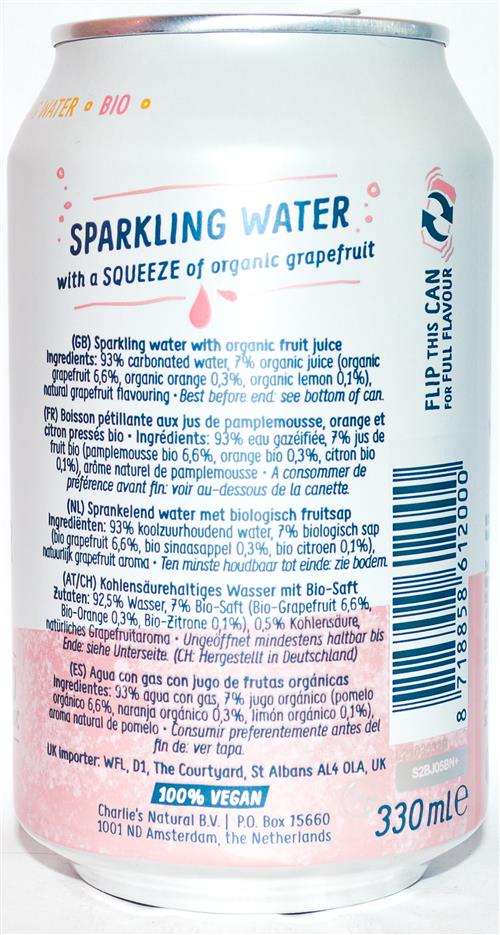 WATER • BIO •
SPARKLING WATER
with a SQUEEZE of organic grapefruit
(GB) Sparkling water with organic fruit juice
Ingredients: 93% carbonated water, 7% organic juice (organic
grapefruit 6,6%, organic orange 0,3%, organic lemon 0,1%),
natural grapefruit flavouring • Best before end: see bottom of can.
(FR) Boisson pétillante aux jus de pamplemousse, orange et
citron pressés bio • Ingrédients: 93% eau gazéifiée, 7% jus de
fruit bio (pamplemousse bio 6,6%, orange bio 0,3%, citron bio
0,1%), arôme naturel de pamplemousse • A consommer de
préférence avant fin: voir au-dessous de la canette.
(NL) Sprankelend water met biologisch fruitsap
Ingrediënten: 93% koolzuurhoudend water, 7% biologisch sap
(bio grapefruit 6,6%, bio sinaasappel 0,3%, bio citroen 0,1%),
natuurlijk grapefruit aroma • Ten minste houdbaar tot einde: zie bodem.
(AT/CH) Kohlensäurehaltiges Wasser mit Bio-Saft
Zutaten: 92,5% Wasser, 7% Bio-Saft (Bio-Grapefruit 6,6%,
Bio-Orange 0,3%, Bio-Zitrone 0,1%), 0,5% Kohlensäure,
natürliches Grapefruitaroma • Ungeöffnet mindestens haltbar bis
Ende: siehe Unterseite. (CH: Hergestellt in Deutschland)
(ES) Agua con gas con jugo de frutas orgánicas
Ingredientes: 93% agua con gas, 7% jugo orgánico (pomelo
orgánico 6,6%, naranja orgánico 0,3%, limón orgánico 0,1%),
aroma natural de pomelo • Consumir preferentemente antes del
fin de: ver tapa.
UK importer: WFL, D1, The Courtyard, St Albans AL4 0LA, UK
100% VEGAN
Charlie's Natural B.V. | P.O. Box 15660
1001 ND Amsterdam, the Netherlands
FLIP THIS CAN
FOR FULL FLAVOUR
8 718858 612000
S2BJ05BN+
330 ml e